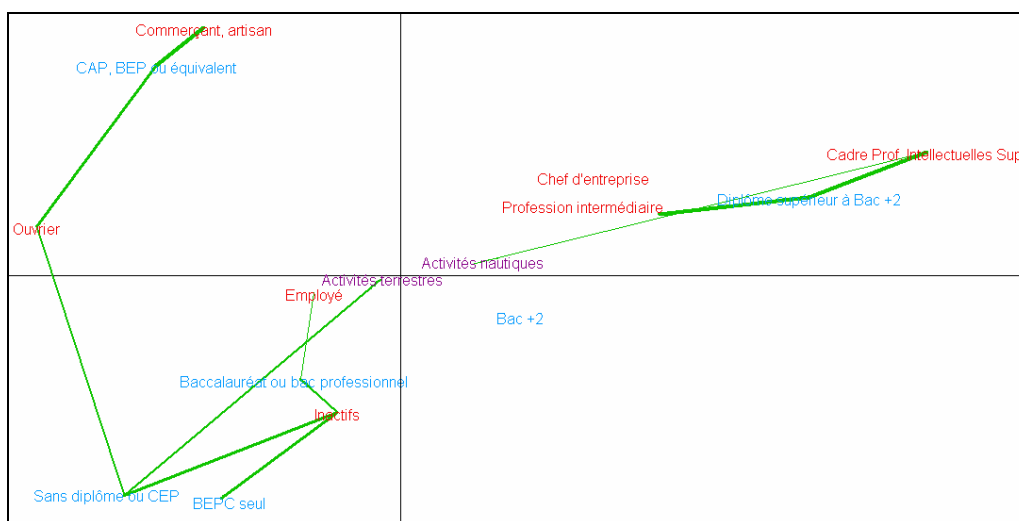 Commerçant, artisan
CAP, BEP ou équivalent
Cadre Prof. Intellectuelles Sup
Chef d'entreprise
Diplôme supérieur à Bac +2
Profession intermédiaire
Ouvrier
Activités nautiques
Activités terrestres
Employé
Bac +2
Baccalauréat ou bac professionnel
Inactifs
Sans diplôme ou CEP
BEPC seul